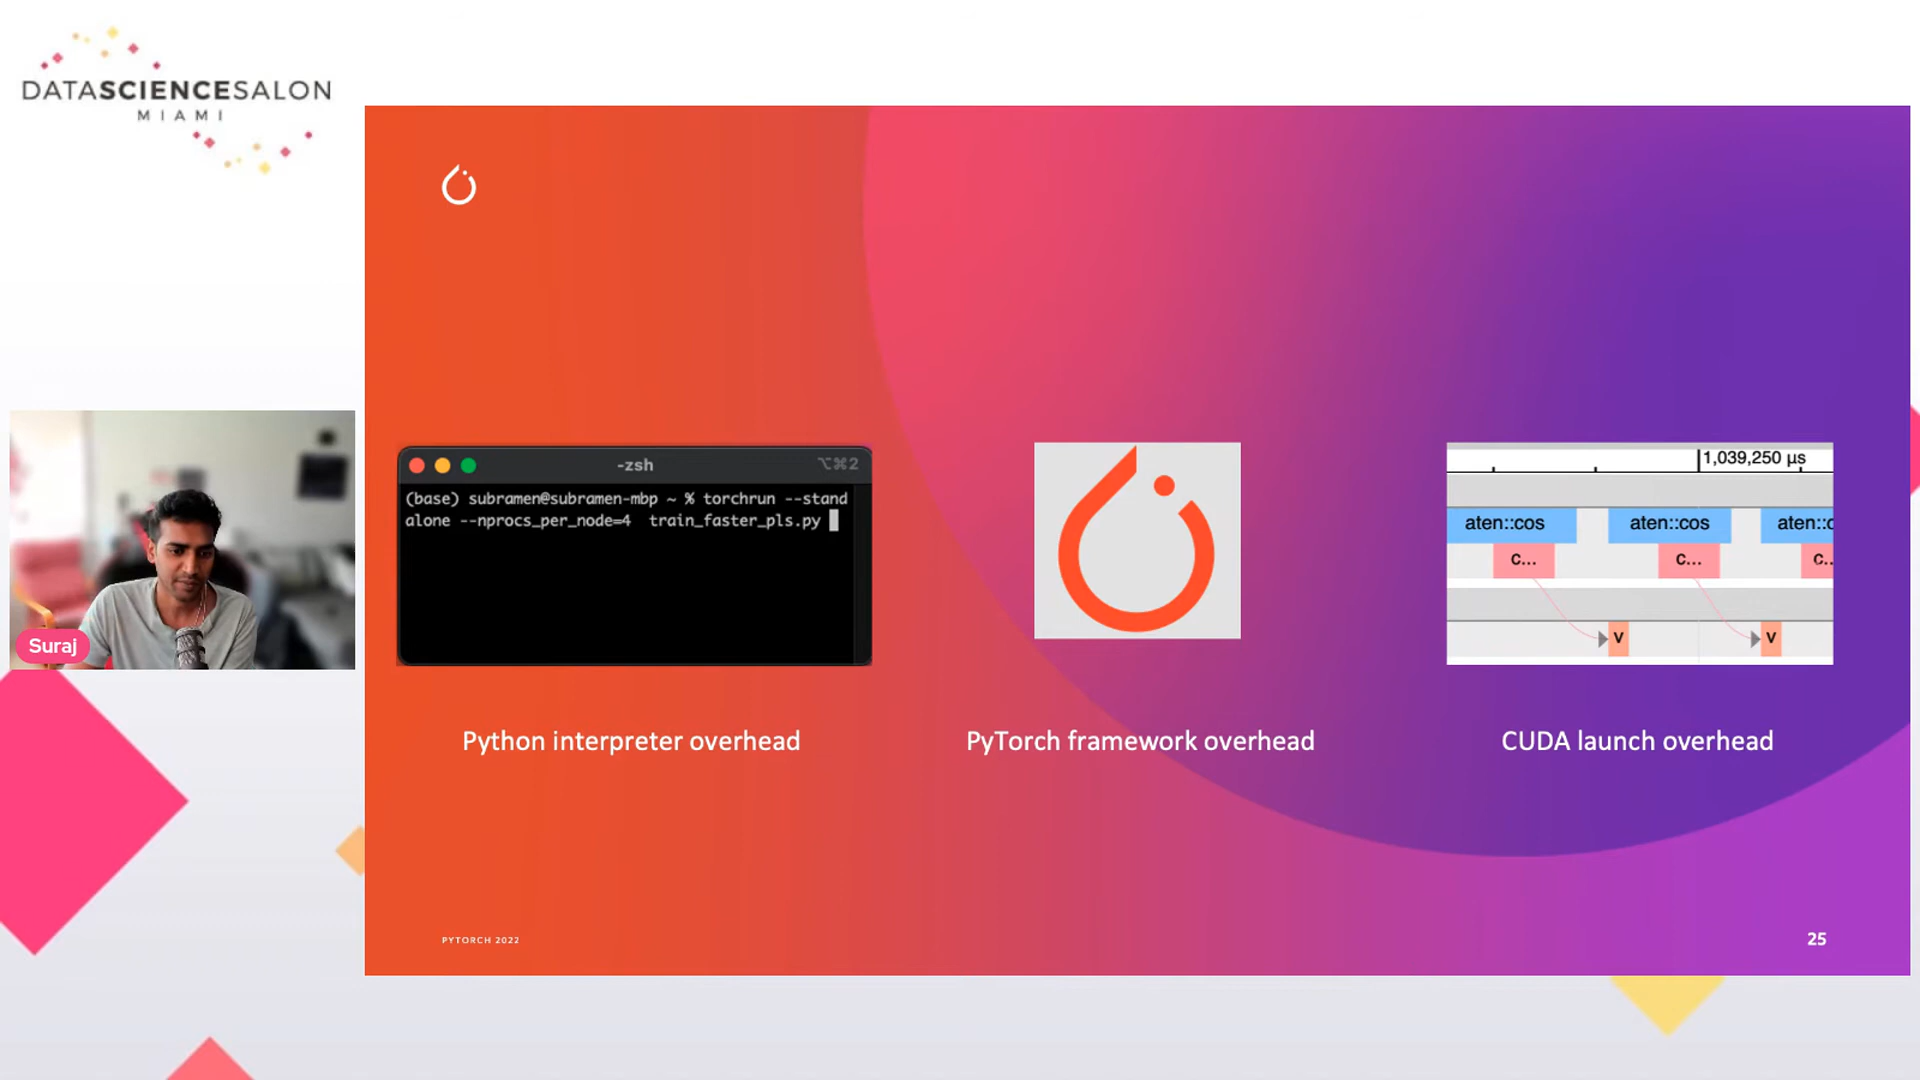 DATASCIENCESALON
MIAMI
-zsh
⌥⌘2
(base) subramen@subramen-mbp ~ % torchrun --stand
alone --nprocs_per_node=4 train_faster_pls.py
1,039,250 µs
aten::cos
aten::cos
aten::c
c...
c...
c..
v
v
Suraj
Python interpreter overhead
PyTorch framework overhead
CUDA launch overhead
PYTORCH 2022
25